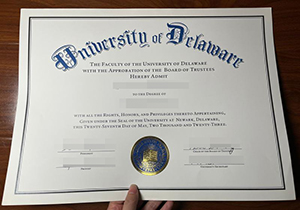 University of Delaware
The Faculty of the University of Delaware
with the Approbation of the Board of Trustees
Hereby Admit
to the Degree of
with all the Rights, Honors, and Privileges thereunto Appertaining,
Given under the Seal of the University at Newark, Delaware,
this Twenty-Seventh Day of May, Two Thousand and Twenty-Three.